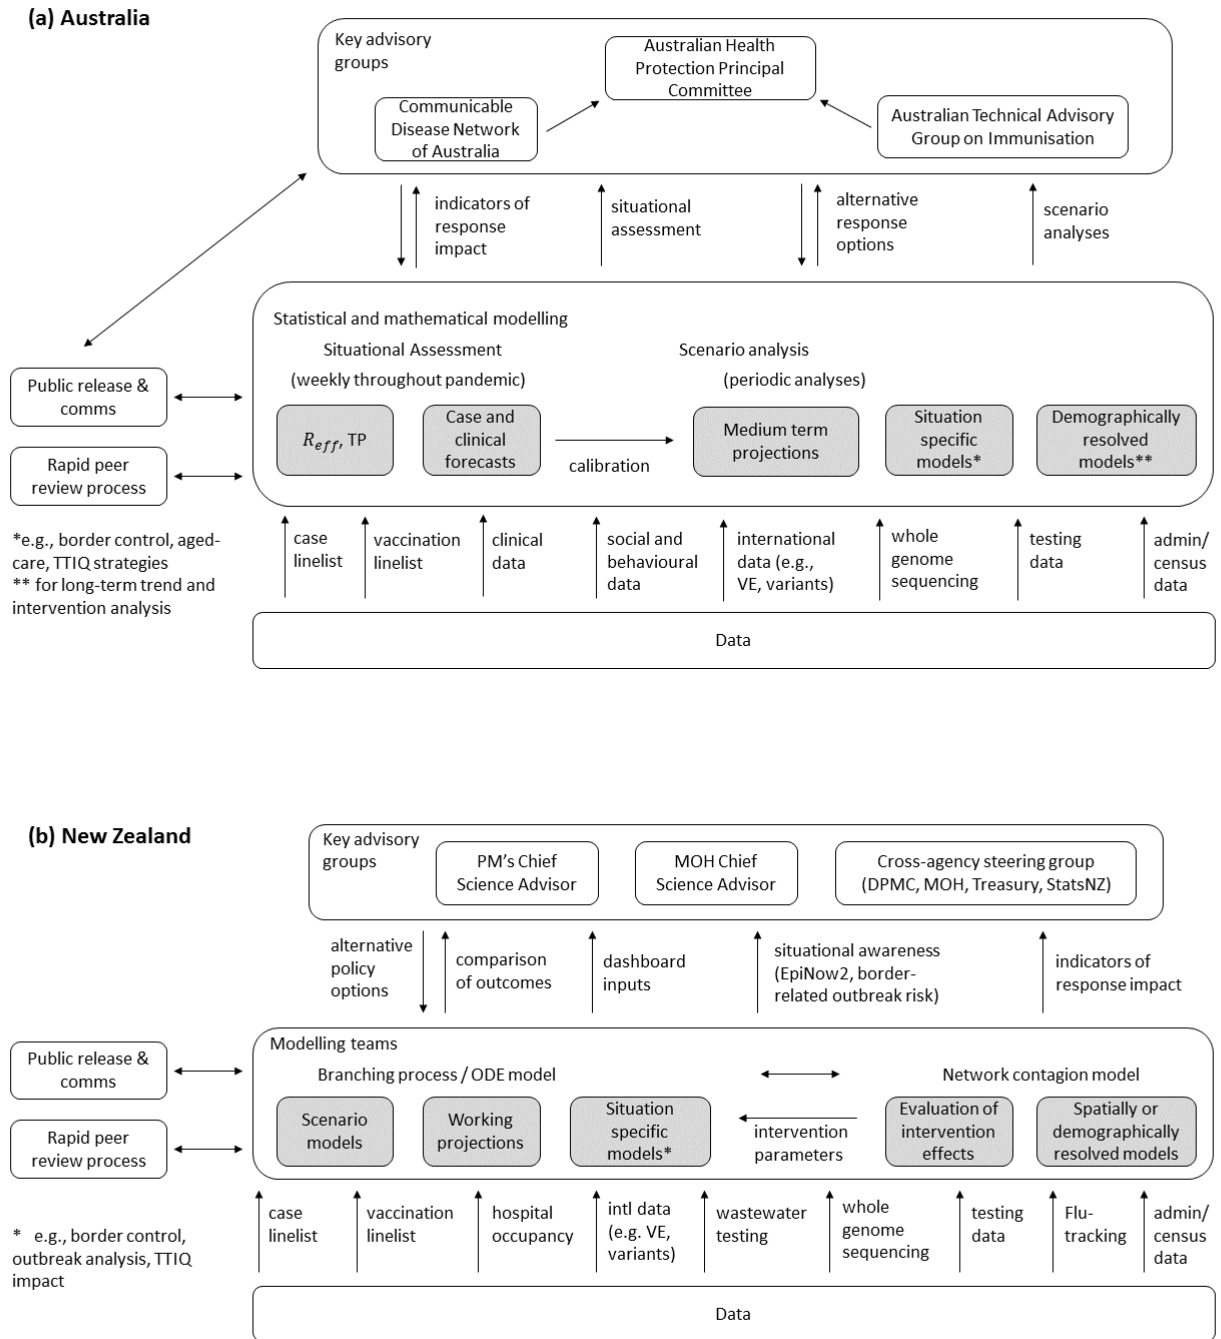 (a) Australia
Key advisory
groups
Australian Health
Protection Principal
Committee
Communicable
Disease Network
of Australia
Australian Technical Advisory
Group on Immunisation
indicators of
response
impact
situational
assessment
alternative
response
options
scenario
analyses
Statistical and mathematical modelling
Situational Assessment
(weekly throughout pandemic)
Scenario analysis
(periodic analyses)
Public release &
comms
Rapid peer
review process
R_eff, TP
Case and
clinical
forecasts
calibration
Medium term
projections
Situation
specific
models*
Demographically
resolved
models**
*e.g., border control, aged-
care, TTIQ strategies
** for long-term trend and
intervention analysis
case
linelist
vaccination
linelist
clinical
data
social and
behavioural
data
international
data (e.g.,
VE, variants)
whole
genome
sequencing
testing
data
admin/
census
data
Data
(b) New Zealand
Key advisory
groups
PM's Chief
Science Advisor
MOH Chief
Science Advisor
Cross-agency steering group
(DPMC, MOH, Treasury, StatsNZ)
alternative
policy
options
comparison
of outcomes
dashboard
inputs
situational awareness
(EpiNow2, border-
related outbreak risk)
indicators of
response impact
Modelling teams
Branching process / ODE model
Network contagion model
Public release &
comms
Rapid peer
review process
Scenario
models
Working
projections
Situation
specific
models*
intervention
parameters
Evaluation of
intervention
effects
Spatially or
demographically
resolved models
* e.g., border control,
outbreak analysis, TTIQ
impact
case
linelist
vaccination
linelist
hospital
occupancy
intl data
(e.g. VE,
variants)
wastewater
testing
whole
genome
sequencing
testing
data
Flu-
tracking
admin/
census
data
Data